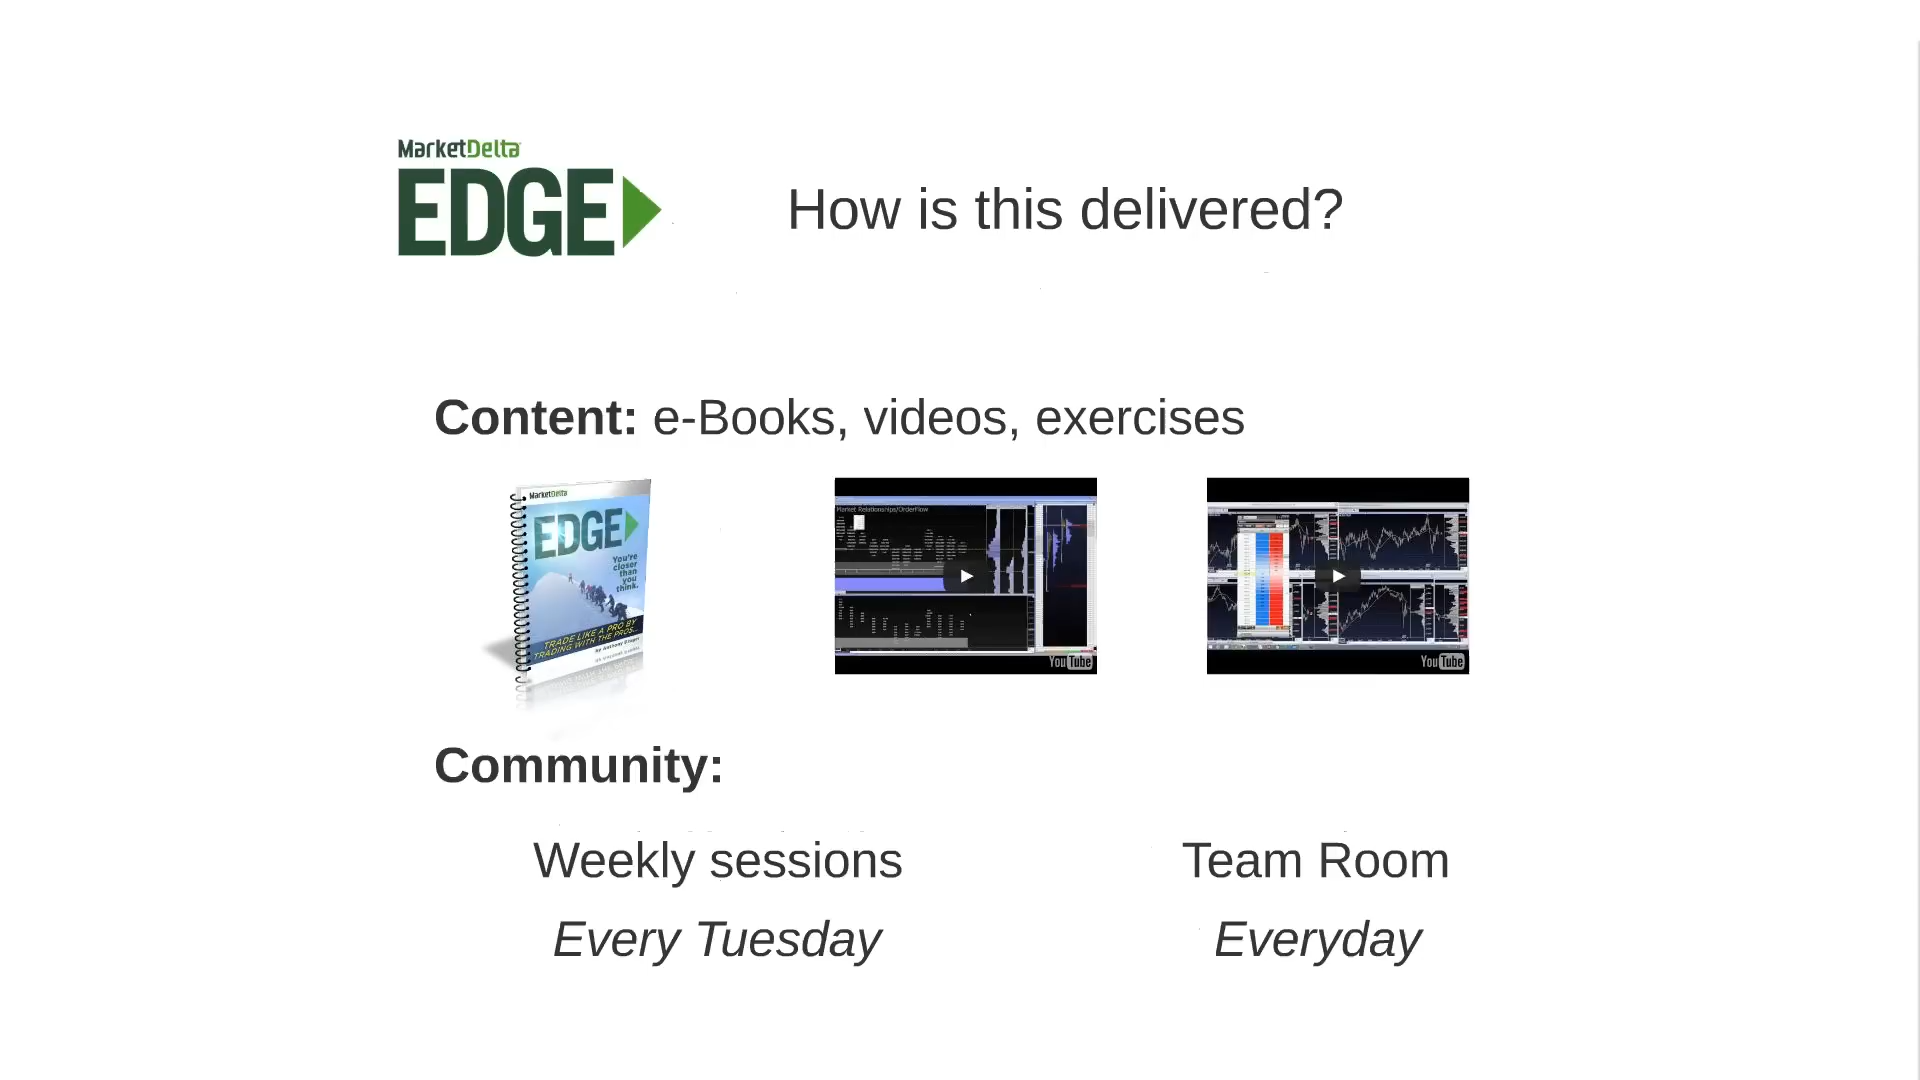 MarketDelta
EDGE
How is this delivered?
Content: e-Books, videos, exercises
MarketDelta
EDGE
You're
closer
than
you
think.
TRADE LIKE A PRO BY
TRADING WITH THE PROS...
Market Relationships/OrderFlow
YouTube
YouTube
Community:
Weekly sessions
Team Room
Every Tuesday
Everyday